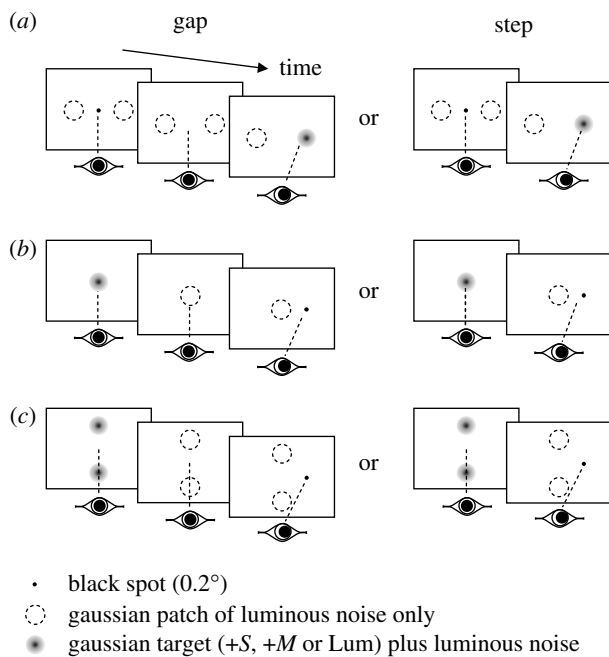 (a)
gap
step
time
or
(b)
or
(c)
or
black spot (0.2°)
gaussian patch of luminous noise only
gaussian target (+S, +M or Lum) plus luminous noise